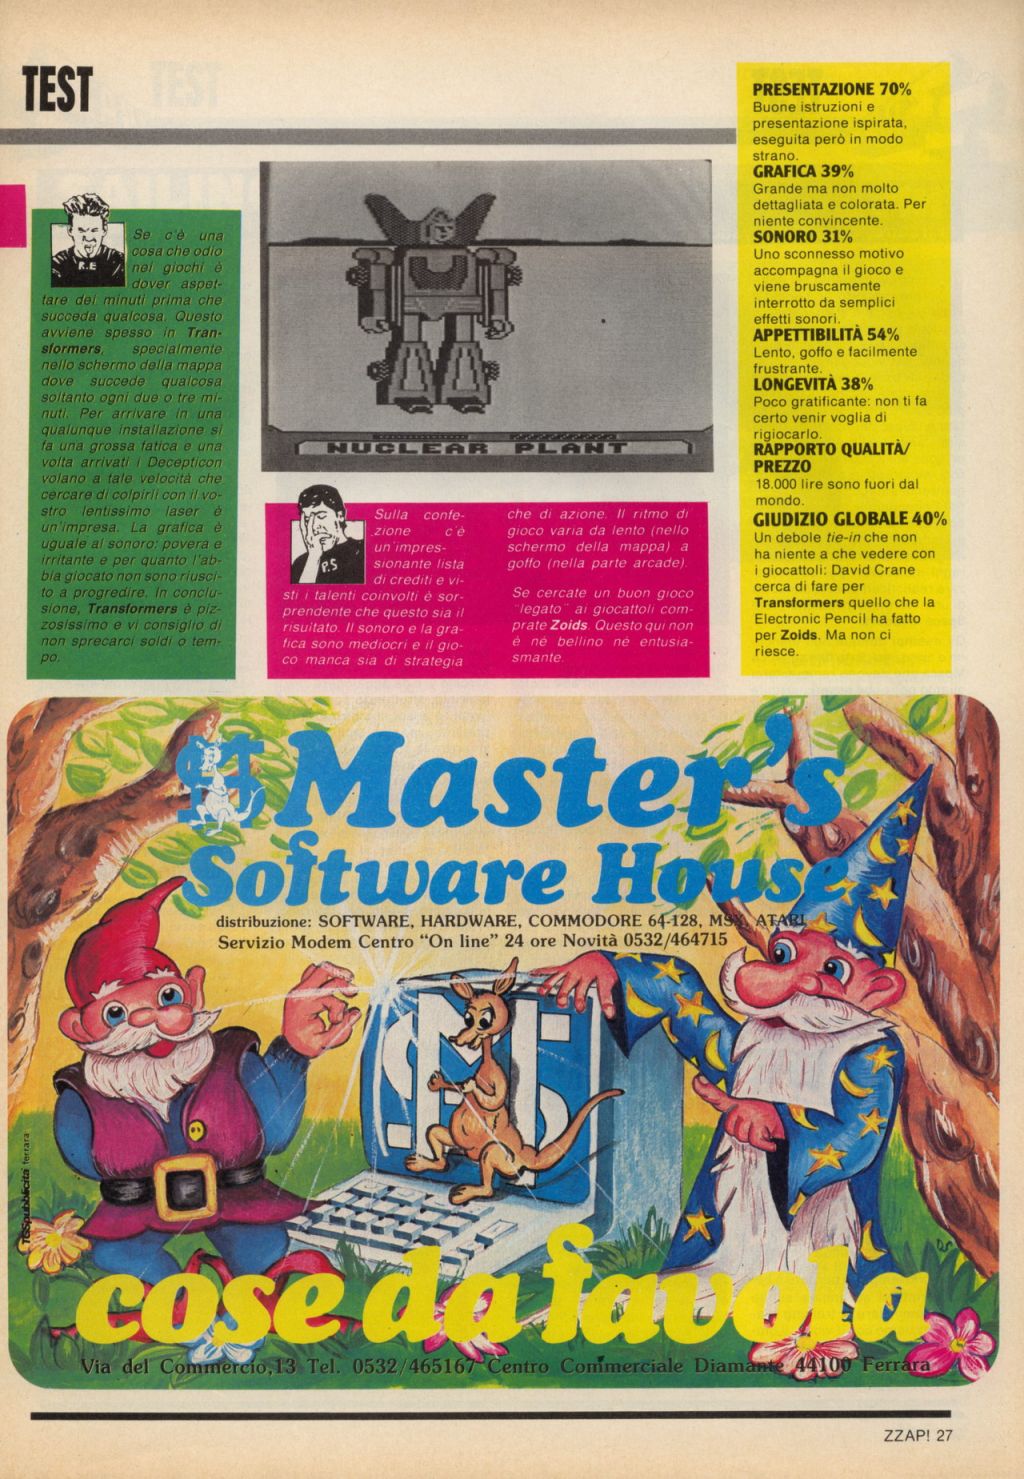 TEST
R.E
Se c'è una
cosa che odio
nei giochi è
dover aspet-
tare dei minuti prima che
succeda qualcosa. Questo
avviene spesso in Tran-
sformers, specialmente
nello schermo della mappa
dove succede qualcosa
soltanto ogni due o tre mi-
nuti. Per arrivare in una
qualunque installazione si
fa una grossa fatica e una
volta arrivati i Decepticon
volano a tale velocità che
cercare di colpirli con il vo-
stro lentissimo laser è
un'impresa. La grafica è
uguale al sonoro: povera e
irritante e per quanto l'ab-
bia giocato non sono riusci-
to a progredire. In conclu-
sione, Transformers è piz-
zosissimo e vi consiglio di
non sprecarci soldi o tem-
po.
NUCLEAR PLANT
P.S
Sulla confe-
zione c'è
un'impres-
sionante lista
di crediti e vi-
sti i talenti coinvolti è sor-
prendente che questo sia il
risultato. Il sonoro e la gra-
fica sono mediocri e il gio-
co manca sia di strategia
che di azione. Il ritmo di
gioco varia da lento (nello
schermo della mappa) a
goffo (nella parte arcade).
Se cercate un buon gioco
"legato" ai giocattoli com-
prate Zoids. Questo qui non
è né bellino né entusia-
smante.
PRESENTAZIONE 70%
Buone istruzioni e
presentazione ispirata,
eseguita però in modo
strano.
GRAFICA 39%
Grande ma non molto
dettagliata e colorata. Per
niente convincente.
SONORO 31%
Uno sconnesso motivo
accompagna il gioco e
viene bruscamente
interrotto da semplici
effetti sonori.
APPETTIBILITÀ 54%
Lento, goffo e facilmente
frustrante.
LONGEVITÀ 38%
Poco gratificante: non ti fa
certo venir voglia di
rigiocarlo.
RAPPORTO QUALITÀ/
PREZZO
18.000 lire sono fuori dal
mondo.
GIUDIZIO GLOBALE 40%
Un debole tie-in che non
ha niente a che vedere con
i giocattoli: David Crane
cerca di fare per
Transformers quello che la
Electronic Pencil ha fatto
per Zoids. Ma non ci
riesce.
Master's
Software House
distribuzione: SOFTWARE, HARDWARE, COMMODORE 64-128, MSX, ATARI
Servizio Modem Centro "On line" 24 ore Novità 0532/464715
cose da favola
Via del Commercio,13 Tel. 0532/465167 Centro Commerciale Diamante 44100 Ferrara
ZZAP! 27